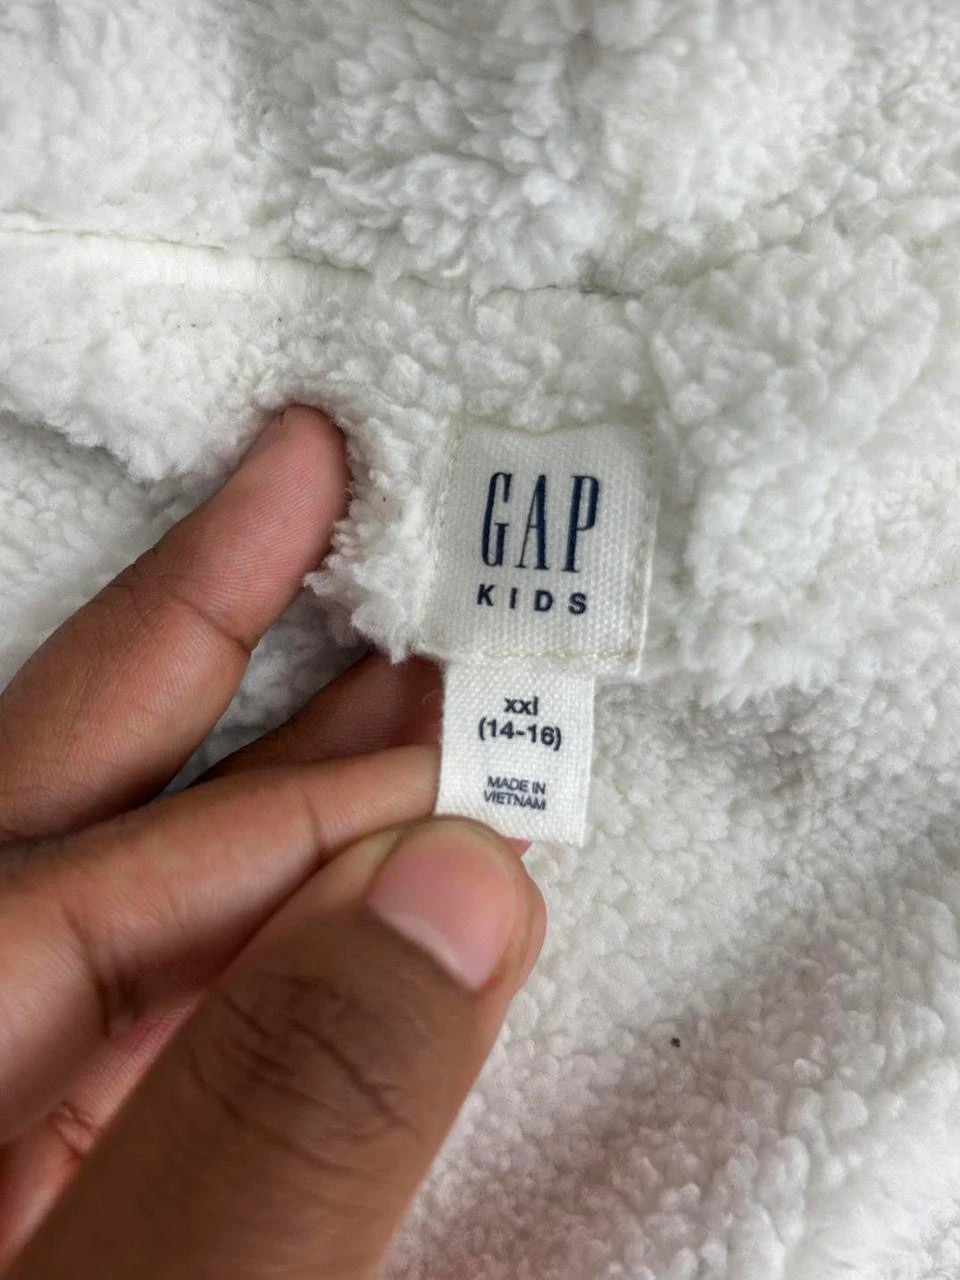 GAP
KIDS
xxl
(14-16)
MADE IN
VIETNAM